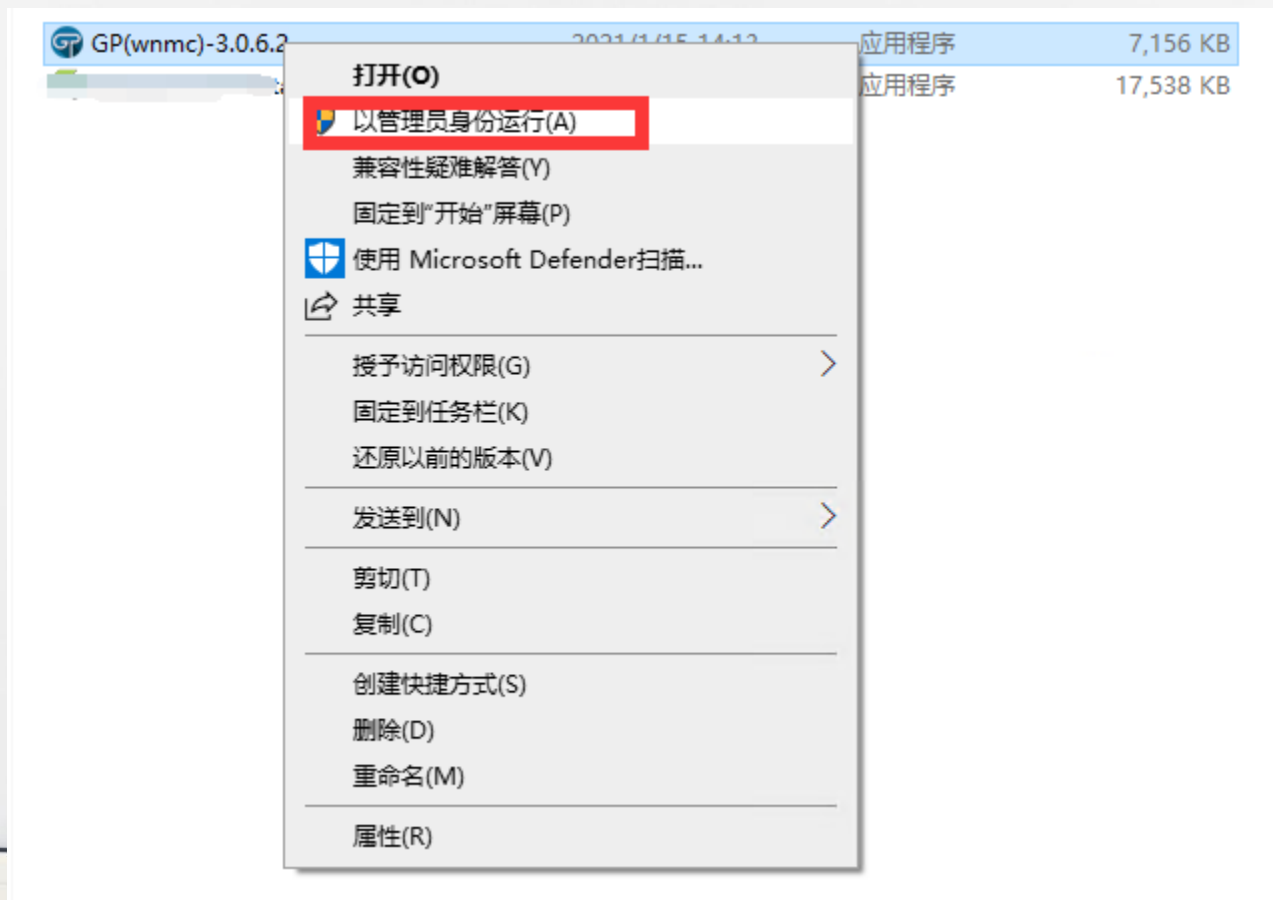 GP(wnmc)-3.0.6.2 2021/1/15 14:12 应用程序 7,156 KB
应用程序 17,538 KB
打开(O)
以管理员身份运行(A)
兼容性疑难解答(Y)
固定到“开始”屏幕(P)
使用 Microsoft Defender扫描...
共享
授予访问权限(G)
固定到任务栏(K)
还原以前的版本(V)
发送到(N)
剪切(T)
复制(C)
创建快捷方式(S)
删除(D)
重命名(M)
属性(R)